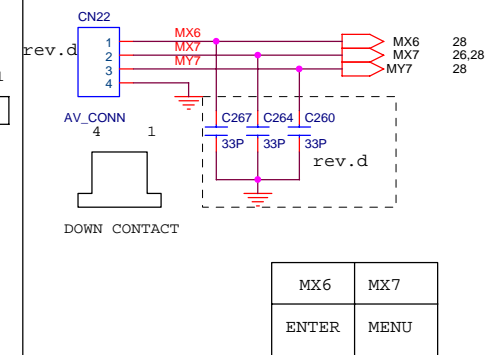 CN22
rev.d
1
2
3
4
MX6
MX7
MY7
MX6 28
MX7 26,28
MY7 28
AV_CONN
4 1
DOWN CONTACT
C267 C264 C260
33P 33P 33P
rev.d
MX6 MX7
ENTER MENU